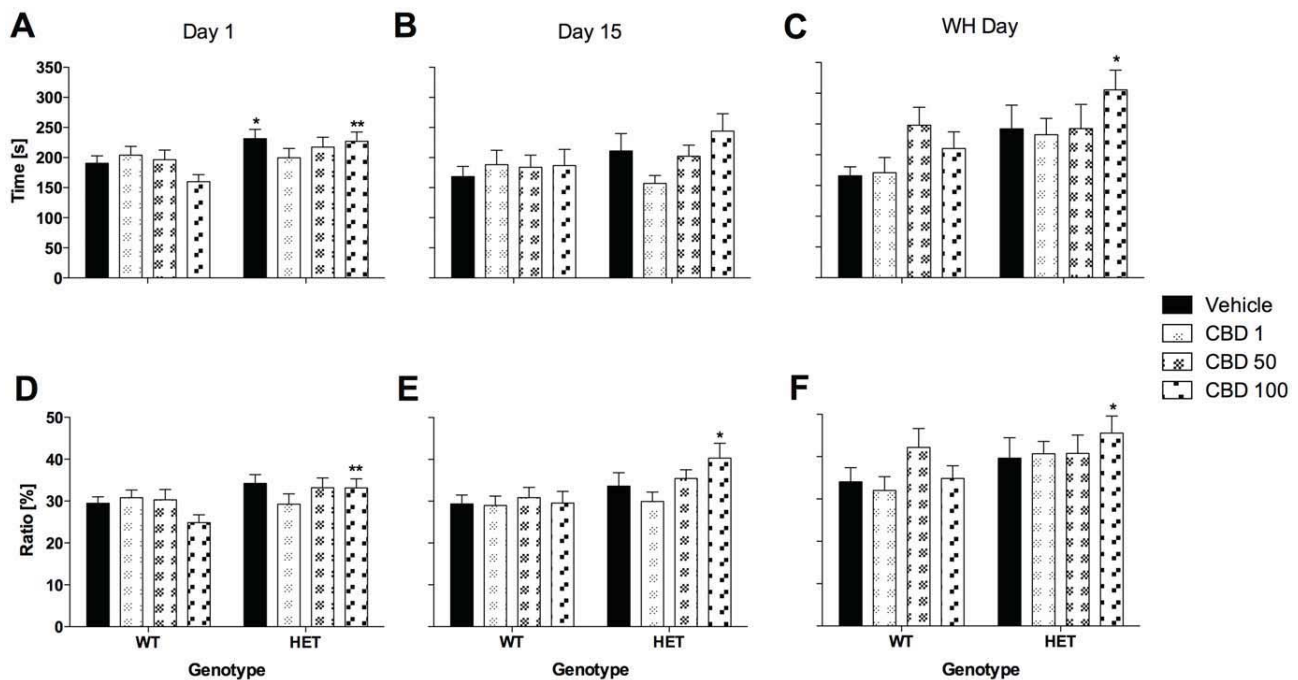 A
Day 1
B
Day 15
C
WH Day
350
300
250
200
150
100
50
0
Time [s]
*
**
*
Vehicle
CBD 1
CBD 50
CBD 100
D
E
F
50
40
30
20
10
0
Ratio [%]
**
*
*
WT
HET
WT
HET
WT
HET
Genotype
Genotype
Genotype